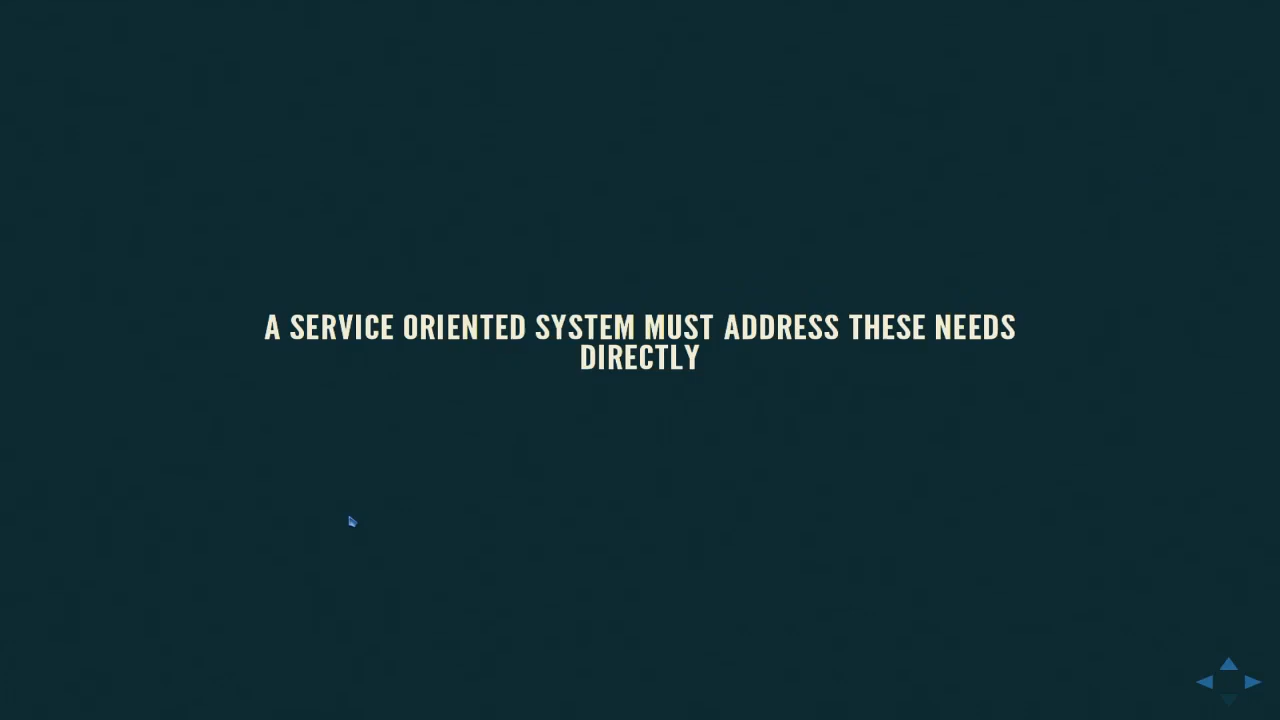 A SERVICE ORIENTED SYSTEM MUST ADDRESS THESE NEEDS
DIRECTLY